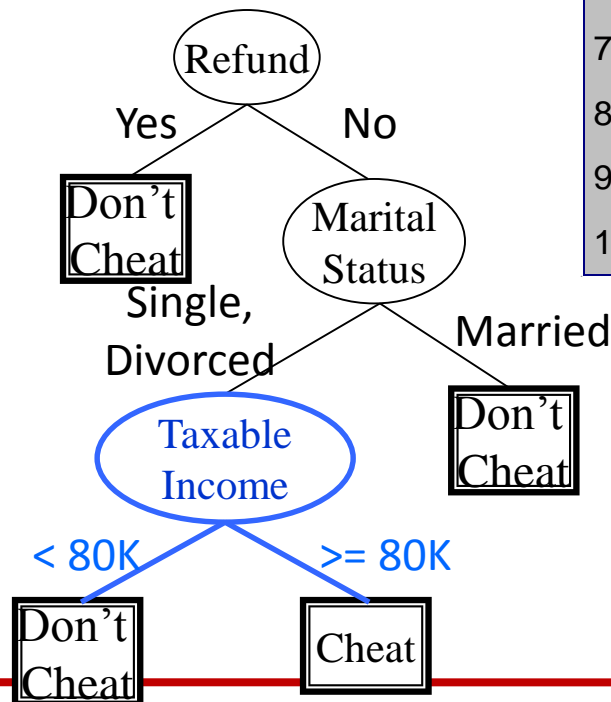 Refund
7
Yes
No
8
9
1
Don't
Cheat
Marital
Status
Single,
Divorced
Married
Taxable
Income
Don't
Cheat
< 80K
>= 80K
Don't
Cheat
Cheat